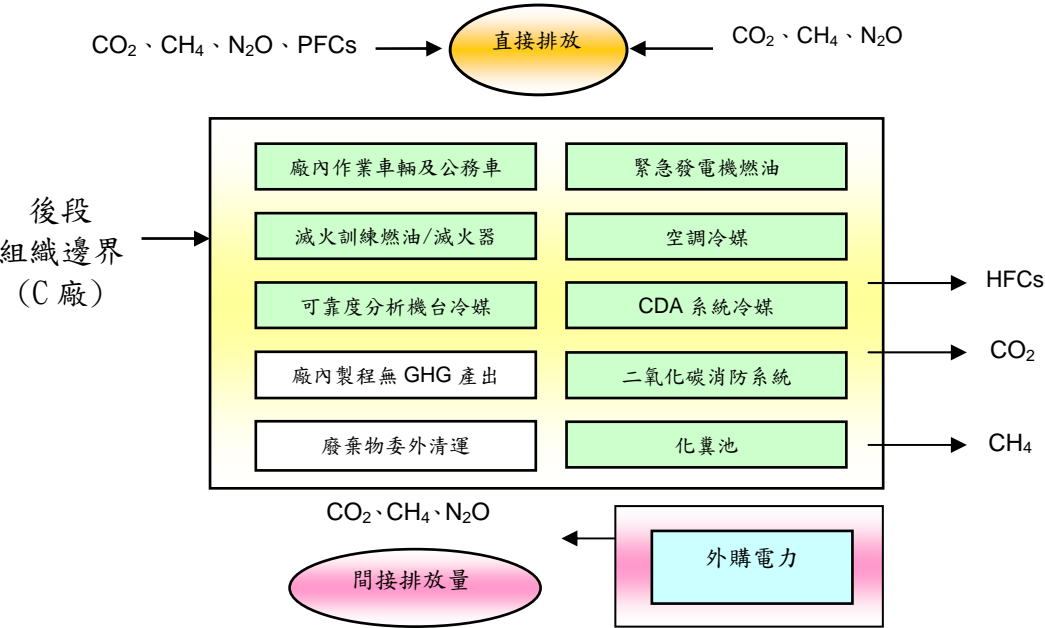 CO₂、CH₄、N₂O、PFCs
直接排放
CO₂、CH₄、N₂O
後段
組織邊界
(C 廠)
廠內作業車輛及公務車
緊急發電機燃油
滅火訓練燃油/滅火器
空調冷媒
可靠度分析機台冷媒
CDA 系統冷媒
廠內製程無 GHG 產出
二氧化碳消防系統
廢棄物委外清運
化糞池
HFCs
CO₂
CH₄
CO₂、CH₄、N₂O
間接排放量
外購電力